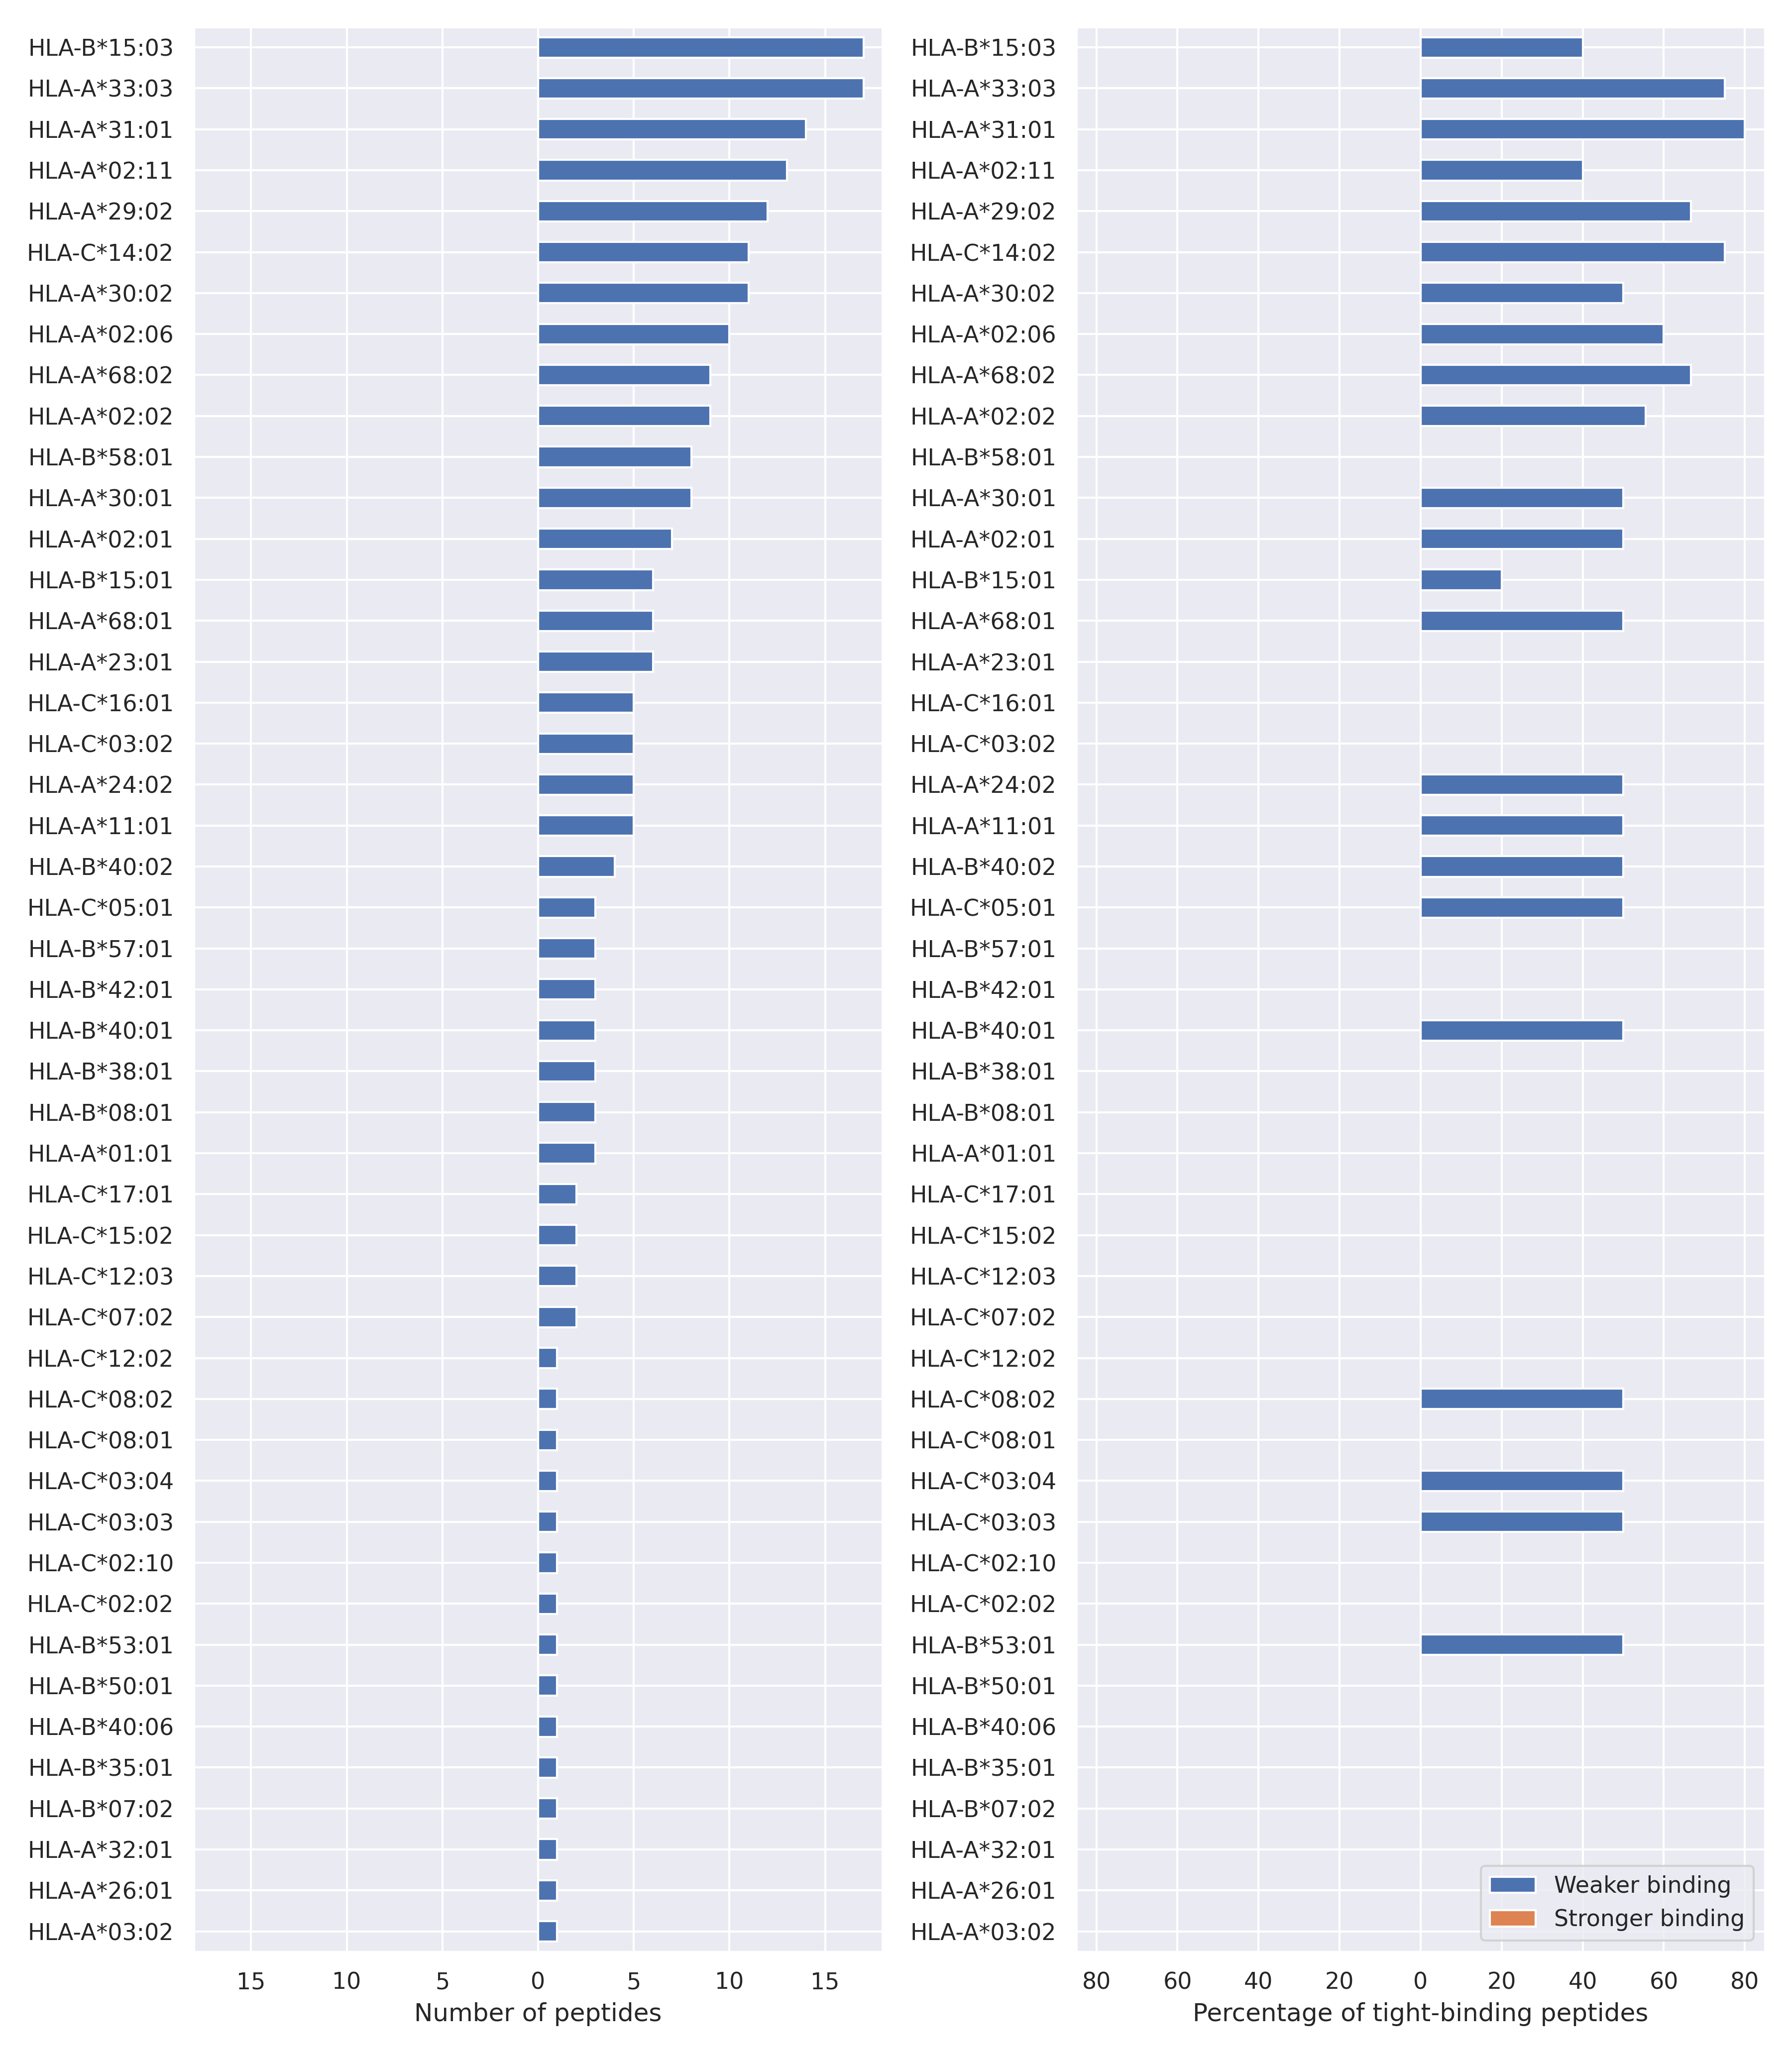 HLA-B*15:03
HLA-A*33:03
HLA-A*31:01
HLA-A*02:11
HLA-A*29:02
HLA-C*14:02
HLA-A*30:02
HLA-A*02:06
HLA-A*68:02
HLA-A*02:02
HLA-B*58:01
HLA-A*30:01
HLA-A*02:01
HLA-B*15:01
HLA-A*68:01
HLA-A*23:01
HLA-C*16:01
HLA-C*03:02
HLA-A*24:02
HLA-A*11:01
HLA-B*40:02
HLA-C*05:01
HLA-B*57:01
HLA-B*42:01
HLA-B*40:01
HLA-B*38:01
HLA-B*08:01
HLA-A*01:01
HLA-C*17:01
HLA-C*15:02
HLA-C*12:03
HLA-C*07:02
HLA-C*12:02
HLA-C*08:02
HLA-C*08:01
HLA-C*03:04
HLA-C*03:03
HLA-C*02:10
HLA-C*02:02
HLA-B*53:01
HLA-B*50:01
HLA-B*40:06
HLA-B*35:01
HLA-B*07:02
HLA-A*32:01
HLA-A*26:01
HLA-A*03:02
15 10 5 0 5 10 15
Number of peptides
HLA-B*15:03
HLA-A*33:03
HLA-A*31:01
HLA-A*02:11
HLA-A*29:02
HLA-C*14:02
HLA-A*30:02
HLA-A*02:06
HLA-A*68:02
HLA-A*02:02
HLA-B*58:01
HLA-A*30:01
HLA-A*02:01
HLA-B*15:01
HLA-A*68:01
HLA-A*23:01
HLA-C*16:01
HLA-C*03:02
HLA-A*24:02
HLA-A*11:01
HLA-B*40:02
HLA-C*05:01
HLA-B*57:01
HLA-B*42:01
HLA-B*40:01
HLA-B*38:01
HLA-B*08:01
HLA-A*01:01
HLA-C*17:01
HLA-C*15:02
HLA-C*12:03
HLA-C*07:02
HLA-C*12:02
HLA-C*08:02
HLA-C*08:01
HLA-C*03:04
HLA-C*03:03
HLA-C*02:10
HLA-C*02:02
HLA-B*53:01
HLA-B*50:01
HLA-B*40:06
HLA-B*35:01
HLA-B*07:02
HLA-A*32:01
HLA-A*26:01
HLA-A*03:02
Weaker binding
Stronger binding
80 60 40 20 0 20 40 60 80
Percentage of tight-binding peptides